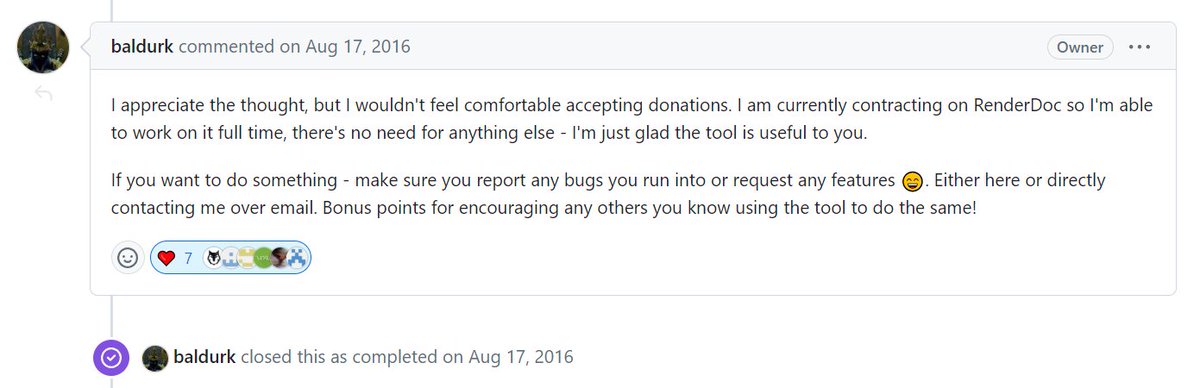 baldurk commented on Aug 17, 2016
Owner
I appreciate the thought, but I wouldn't feel comfortable accepting donations. I am currently contracting on RenderDoc so I'm able
to work on it full time, there's no need for anything else - I'm just glad the tool is useful to you.
If you want to do something - make sure you report any bugs you run into or request any features 😄. Either here or directly
contacting me over email. Bonus points for encouraging any others you know using the tool to do the same!
7
baldurk closed this as completed on Aug 17, 2016